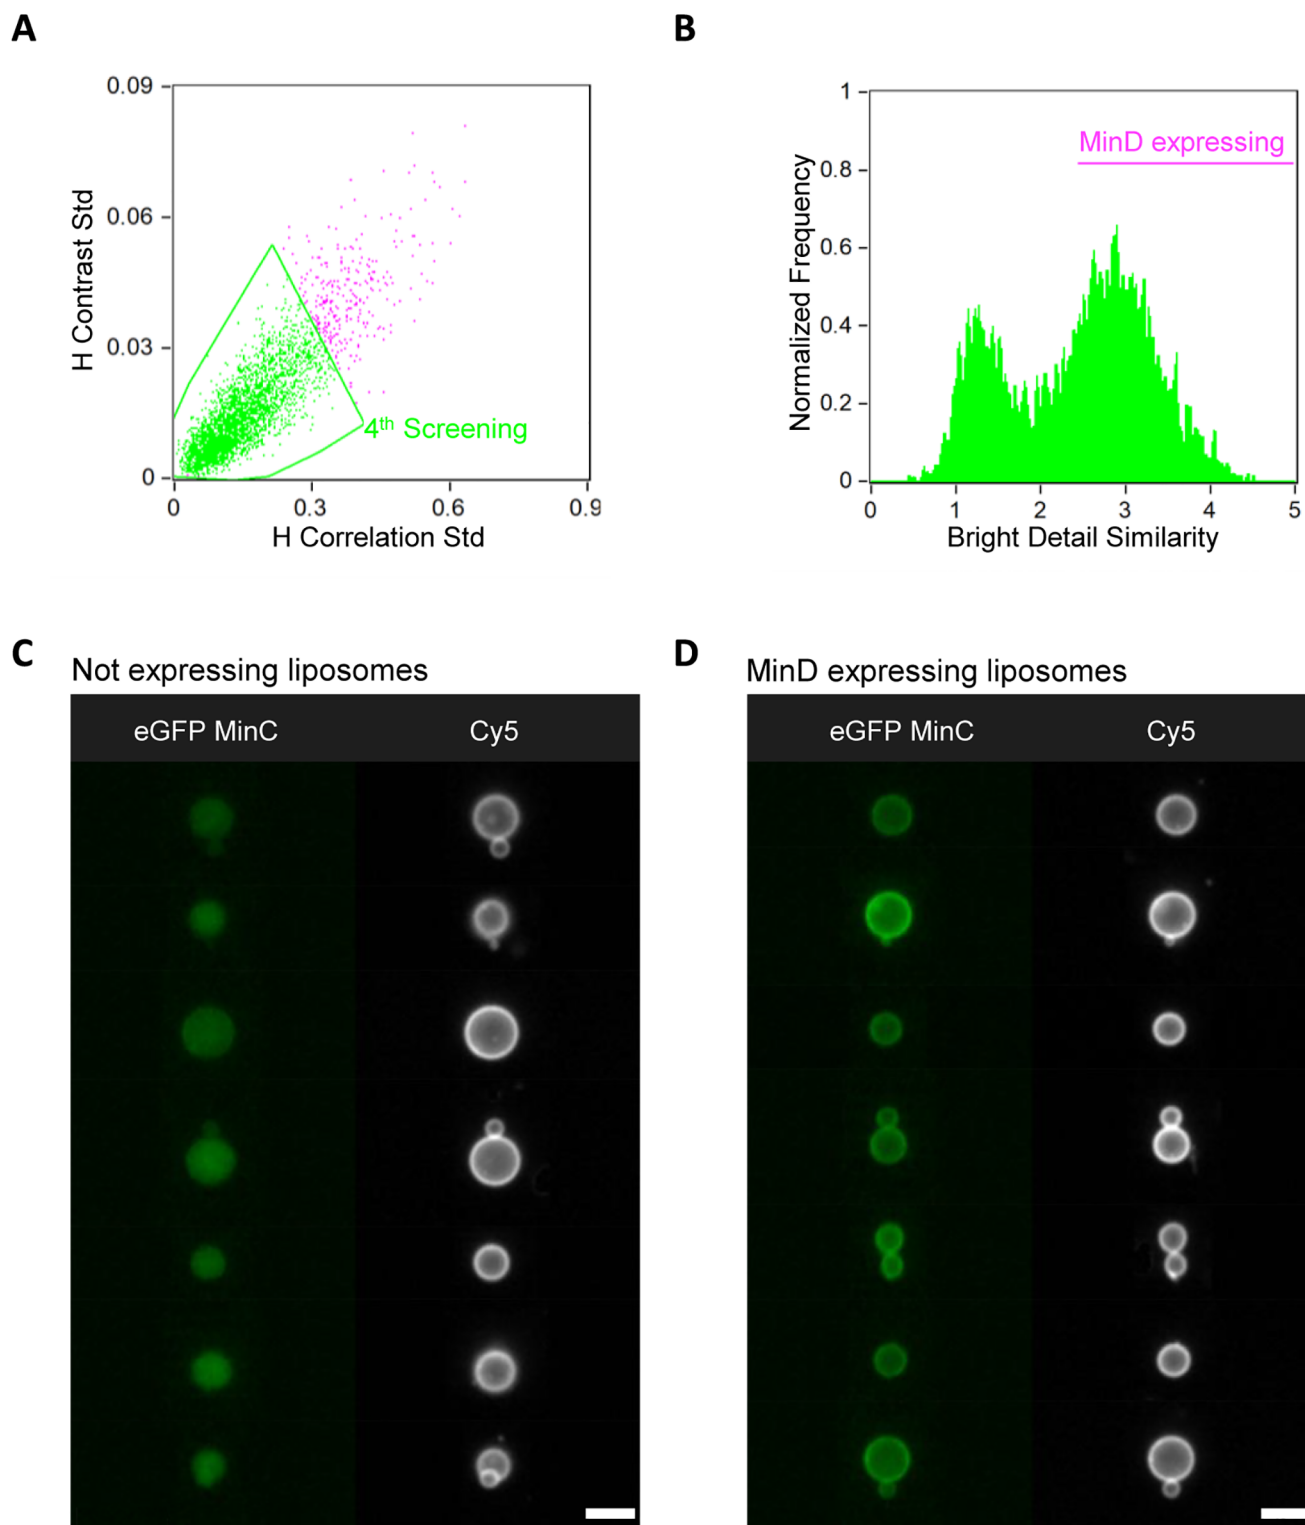 A
0.09
0.06
0.03
0
H Contrast Std
4th Screening
0
0.3
0.6
0.9
H Correlation Std
B
1
0.8
0.6
0.4
0.2
0
Normalized Frequency
MinD expressing
0
1
2
3
4
5
Bright Detail Similarity
C
Not expressing liposomes
eGFP MinC
Cy5
D
MinD expressing liposomes
eGFP MinC
Cy5